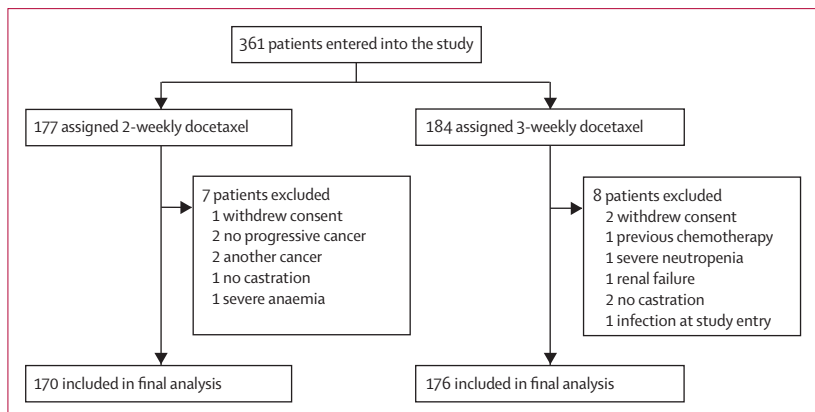 361 patients entered into the study
177 assigned 2-weekly docetaxel
184 assigned 3-weekly docetaxel
7 patients excluded
1 withdrew consent
2 no progressive cancer
2 another cancer
1 no castration
1 severe anaemia
8 patients excluded
2 withdrew consent
1 previous chemotherapy
1 severe neutropenia
1 renal failure
2 no castration
1 infection at study entry
170 included in final analysis
176 included in final analysis